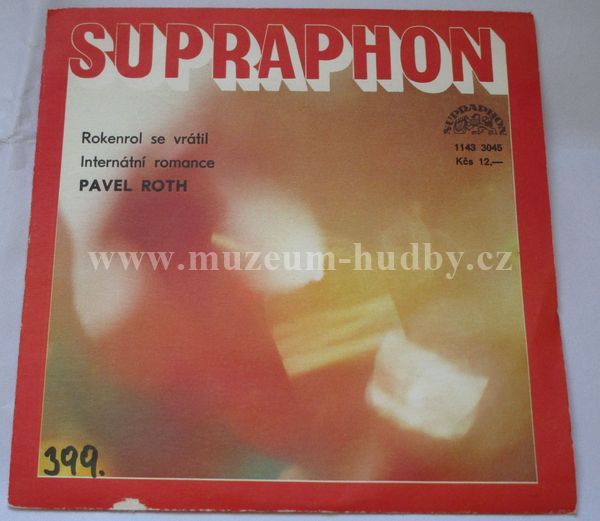 SUPRAPHON
SUPRAPHON
1143 3045
Kčs 12,—
Rokenrol se vrátil
Internátní romance
PAVEL ROTH
www.muzeum-hudby.cz
399.